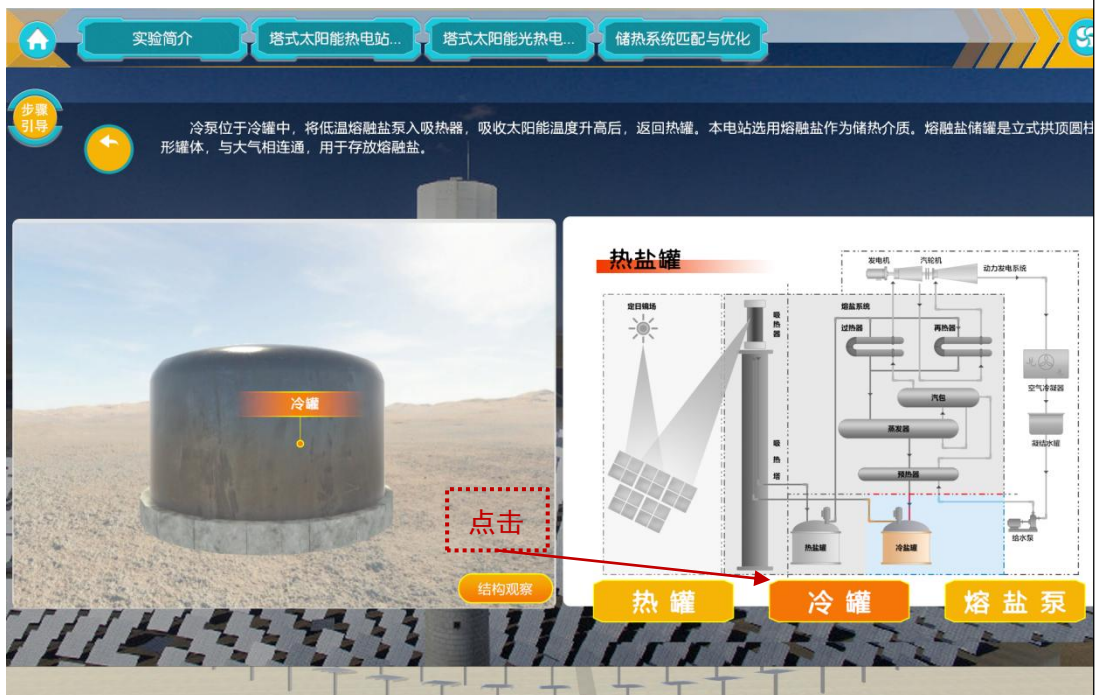 实验简介
塔式太阳能热电站...
塔式太阳能光热电...
储热系统匹配与优化
步骤
引导
冷泵位于冷罐中，将低温熔融盐泵入吸热器，吸收太阳能温度升高后，返回热罐。本电站选用熔融盐作为储热介质。熔融盐储罐是立式拱顶圆柱
形罐体，与大气相连通，用于存放熔融盐。
冷罐
点击
结构观察
热盐罐
发电机
汽轮机
动力发电系统
定日镜场
吸热器
熔盐系统
过热器
再热器
空气冷凝器
汽包
蒸发器
凝结水罐
吸热塔
预热器
热盐罐
冷盐罐
给水泵
热罐
冷罐
熔盐泵